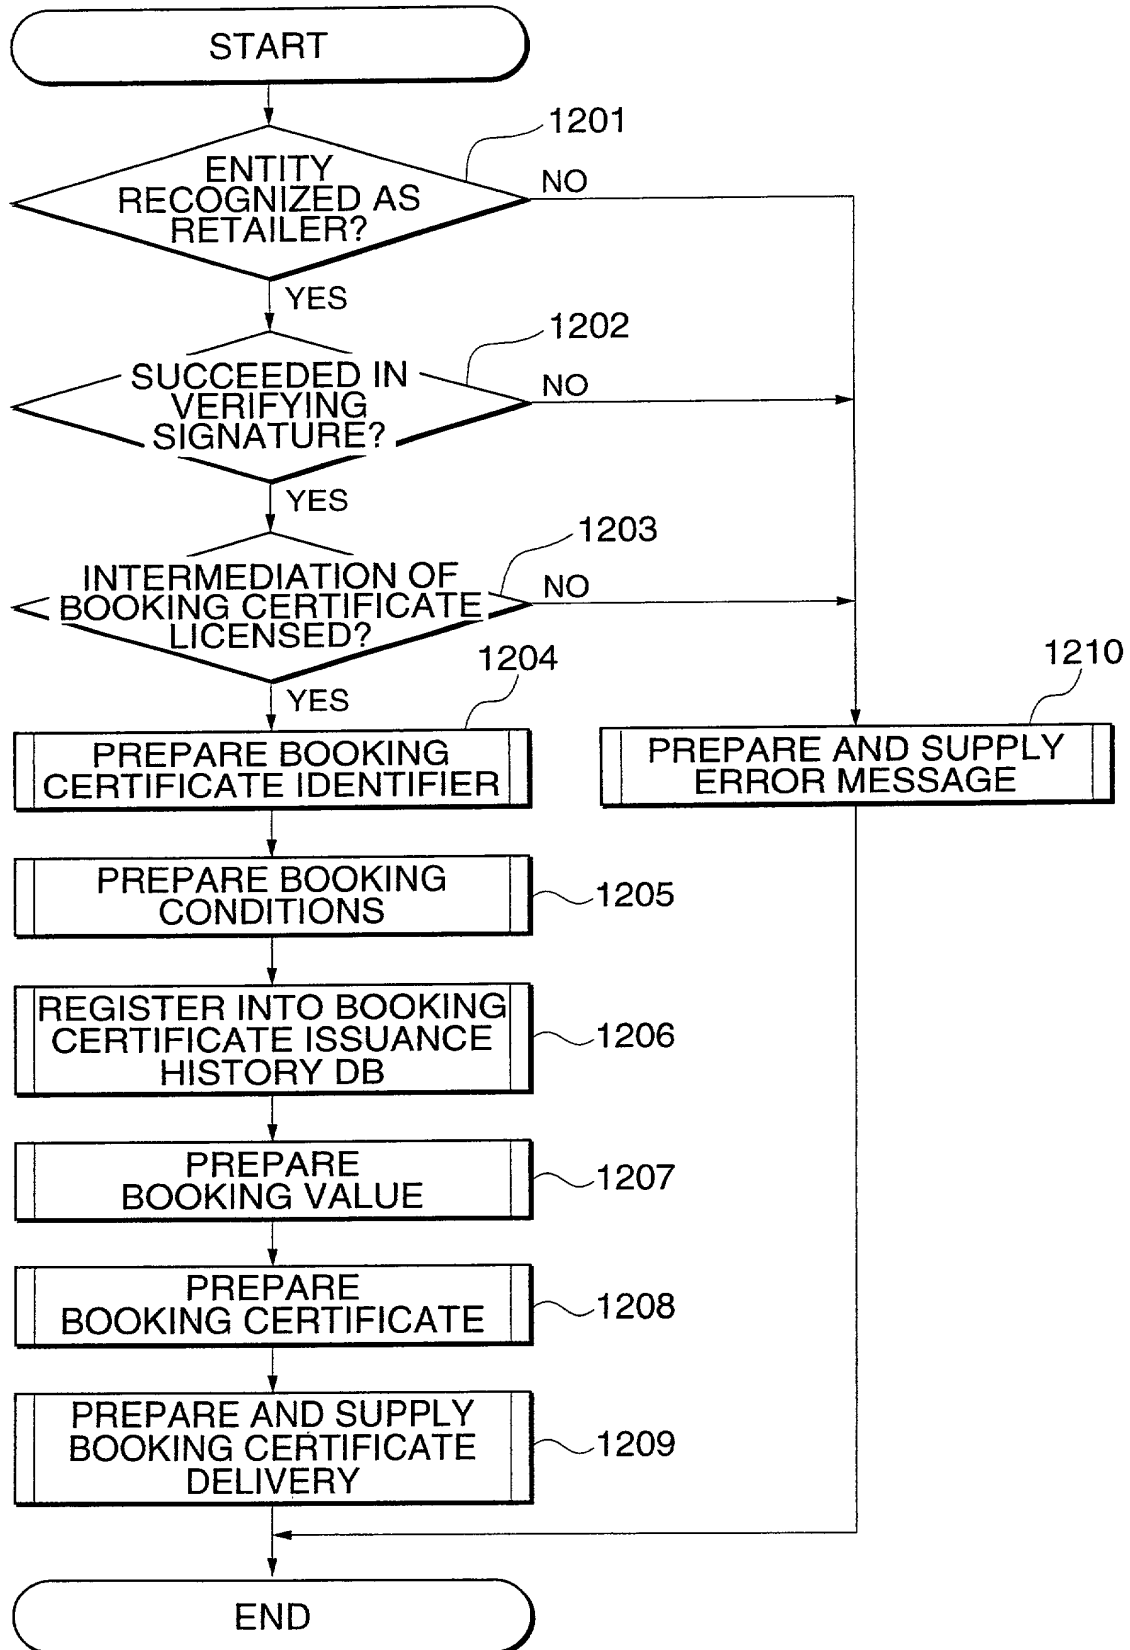 START
1201
ENTITY
RECOGNIZED AS
RETAILER?
NO
YES
1202
SUCCEEDED IN
VERIFYING
SIGNATURE?
NO
YES
1203
INTERMEDIATION OF
BOOKING CERTIFICATE
LICENSED?
NO
YES
1204
PREPARE BOOKING
CERTIFICATE IDENTIFIER
1210
PREPARE AND SUPPLY
ERROR MESSAGE
PREPARE BOOKING
CONDITIONS
1205
REGISTER INTO BOOKING
CERTIFICATE ISSUANCE
HISTORY DB
1206
PREPARE
BOOKING VALUE
1207
PREPARE
BOOKING CERTIFICATE
1208
PREPARE AND SUPPLY
BOOKING CERTIFICATE
DELIVERY
1209
END